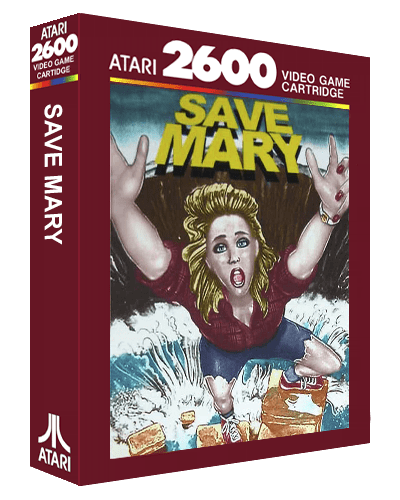 ATARI
2600
VIDEO GAME
CARTRIDGE
SAVE MARY
ATARI
ATARI 2600 VIDEO GAME
CARTRIDGE
SAVE
MARY